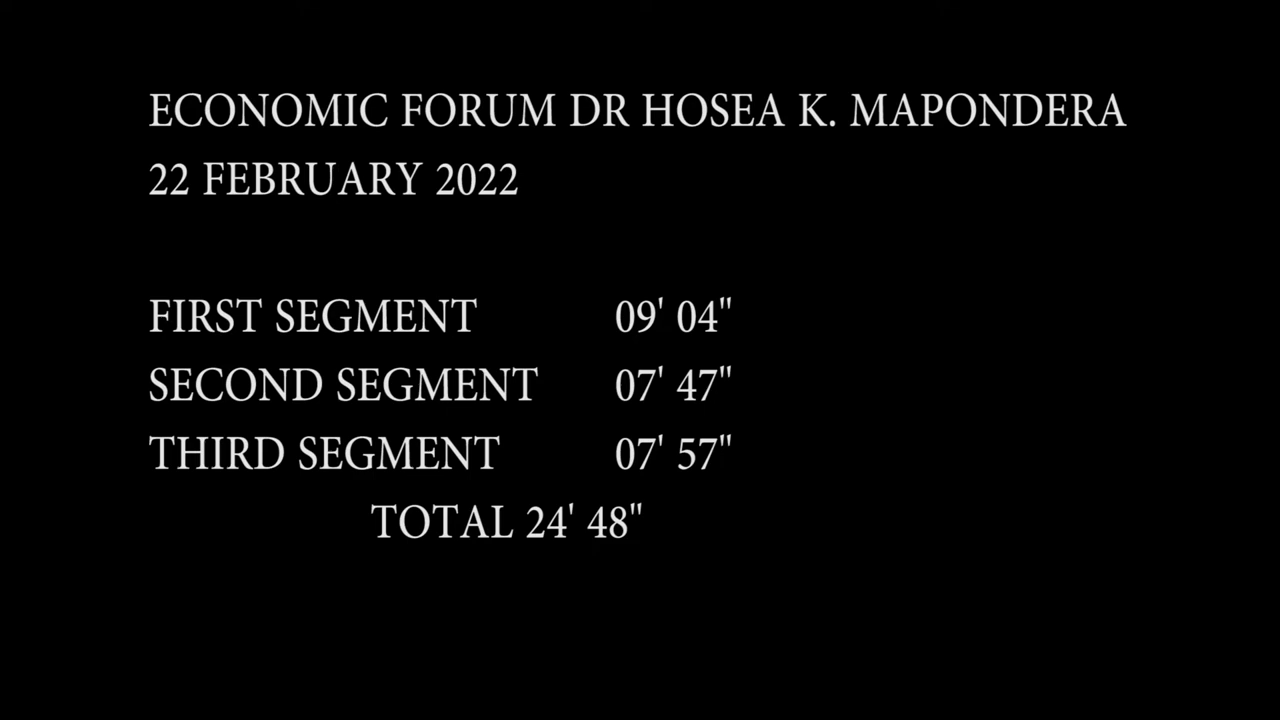 ECONOMIC FORUM DR HOSEA K. MAPONDERA
22 FEBRUARY 2022
FIRST SEGMENT 09' 04"
SECOND SEGMENT 07' 47"
THIRD SEGMENT 07' 57"
TOTAL 24' 48"